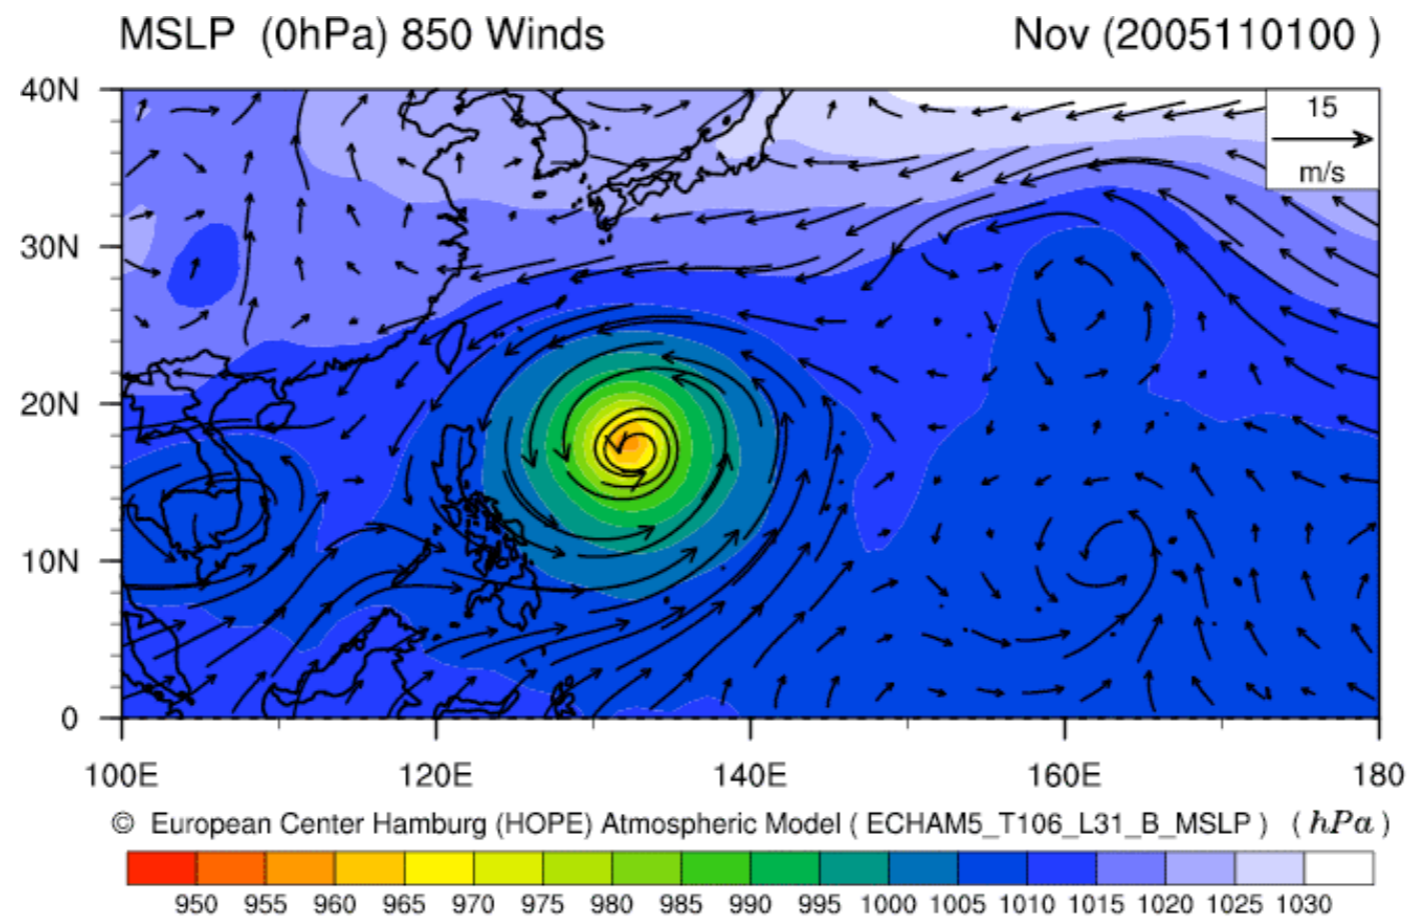 MSLP (0hPa) 850 Winds Nov (2005110100 )
40N
15
m/s
30N
20N
10N
0
100E 120E 140E 160E 180
© European Center Hamburg (HOPE) Atmospheric Model ( ECHAM5_T106_L31_B_MSLP ) ( hPa )
950 955 960 965 970 975 980 985 990 995 1000 1005 1010 1015 1020 1025 1030